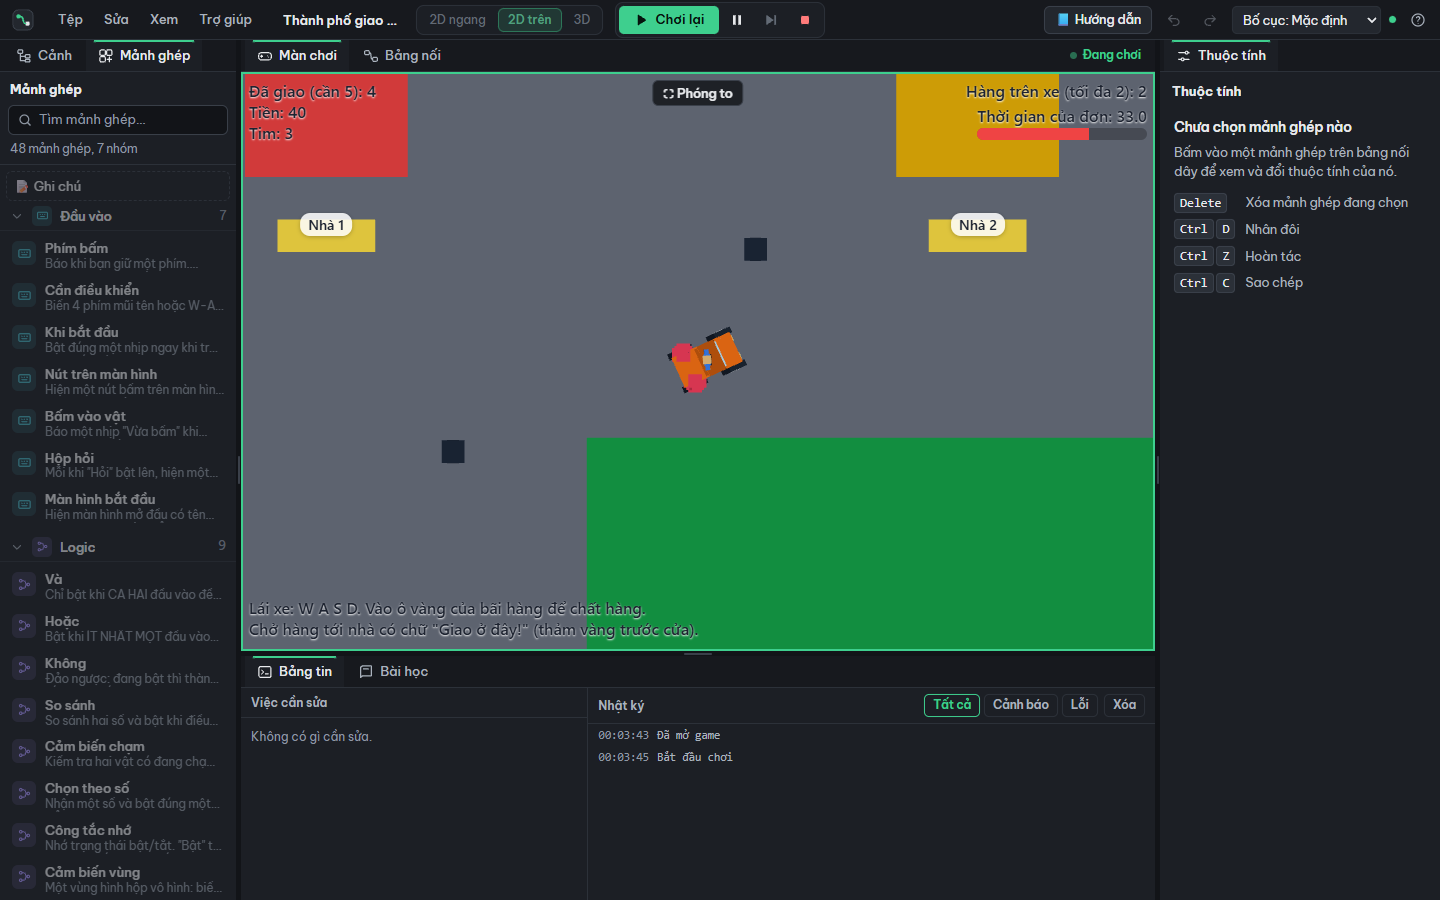 Tệp Sửa Xem Trợ giúp Thành phố giao ... 2D ngang 2D trên 3D Chơi lại Hướng dẫn Bố cục: Mặc định
Cảnh Mảnh ghép
Mảnh ghép
Tìm mảnh ghép...
48 mảnh ghép, 7 nhóm
Ghi chú
Đầu vào 7
Phím bấm
Báo khi bạn giữ một phím....
Cần điều khiển
Biến 4 phím mũi tên hoặc W-A...
Khi bắt đầu
Bật đúng một nhịp ngay khi tr...
Nút trên màn hình
Hiện một nút bấm trên màn hìn...
Bấm vào vật
Báo một nhịp "Vừa bấm" khi...
Hộp hỏi
Mỗi khi "Hỏi" bật lên, hiện một...
Màn hình bắt đầu
Hiện màn hình mở đầu có tên...
Logic 9
Và
Chỉ bật khi CẢ HAI đầu vào đề...
Hoặc
Bật khi ÍT NHẤT MỘT đầu vào...
Không
Đảo ngược: đang bật thì thàn...
So sánh
So sánh hai số và bật khi điều...
Cảm biến chạm
Kiểm tra hai vật có đang chạ...
Chọn theo số
Nhận một số và bật đúng một...
Công tắc nhớ
Nhớ trạng thái bật/tắt. "Bật" t...
Cảm biến vùng
Một vùng hình hộp vô hình: biế...
Màn chơi Bảng nối Đang chơi
Đã giao (cần 5): 4
Tiền: 40
Tim: 3
Phóng to
Hàng trên xe (tối đa 2): 2
Thời gian của đơn: 33.0
Nhà 1
Nhà 2
Lái xe: W A S D. Vào ô vàng của bãi hàng để chất hàng.
Chở hàng tới nhà có chữ "Giao ở đây!" (thảm vàng trước cửa).
Bảng tin Bài học
Việc cần sửa
Không có gì cần sửa.
Nhật ký Tất cả Cảnh báo Lỗi Xóa
00:03:43 Đã mở game
00:03:45 Bắt đầu chơi
Thuộc tính
Thuộc tính
Chưa chọn mảnh ghép nào
Bấm vào một mảnh ghép trên bảng nối
dây để xem và đổi thuộc tính của nó.
Delete Xóa mảnh ghép đang chọn
Ctrl D Nhân đôi
Ctrl Z Hoàn tác
Ctrl C Sao chép